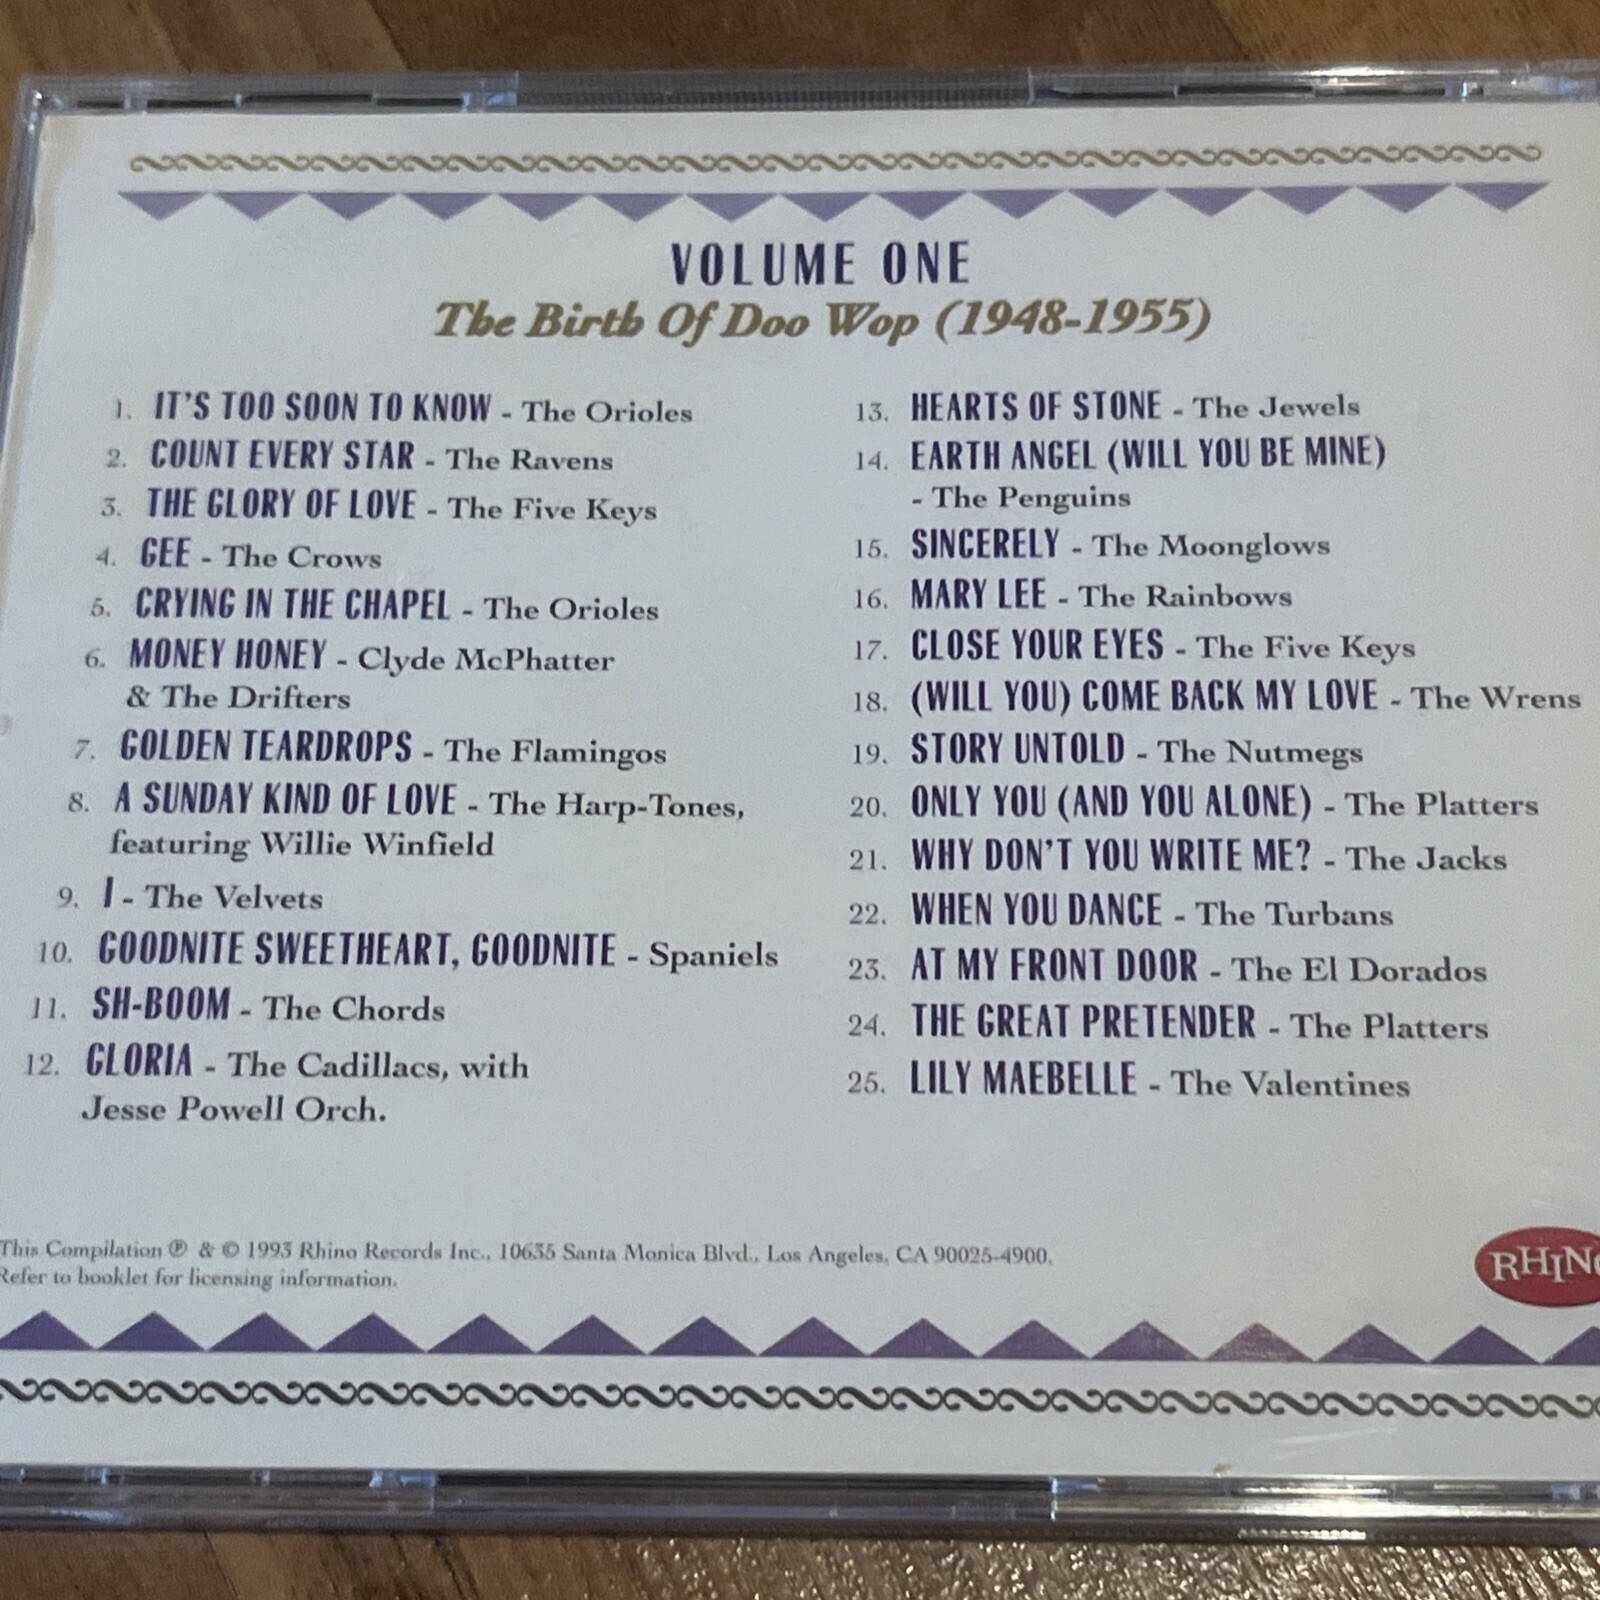 VOLUME ONE
The Birth Of Doo Wop (1948-1955)
1. IT'S TOO SOON TO KNOW - The Orioles
2. COUNT EVERY STAR - The Ravens
3. THE GLORY OF LOVE - The Five Keys
4. GEE - The Crows
5. CRYING IN THE CHAPEL - The Orioles
6. MONEY HONEY - Clyde McPhatter
& The Drifters
7. GOLDEN TEARDROPS - The Flamingos
8. A SUNDAY KIND OF LOVE - The Harp-Tones,
featuring Willie Winfield
9. I - The Velvets
10. GOODNITE SWEETHEART, GOODNITE - Spaniels
11. SH-BOOM - The Chords
12. GLORIA - The Cadillacs, with
Jesse Powell Orch.
13. HEARTS OF STONE - The Jewels
14. EARTH ANGEL (WILL YOU BE MINE)
- The Penguins
15. SINCERELY - The Moonglows
16. MARY LEE - The Rainbows
17. CLOSE YOUR EYES - The Five Keys
18. (WILL YOU) COME BACK MY LOVE - The Wrens
19. STORY UNTOLD - The Nutmegs
20. ONLY YOU (AND YOU ALONE) - The Platters
21. WHY DON'T YOU WRITE ME? - The Jacks
22. WHEN YOU DANCE - The Turbans
23. AT MY FRONT DOOR - The El Dorados
24. THE GREAT PRETENDER - The Platters
25. LILY MAEBELLE - The Valentines
This Compilation ℗ & © 1993 Rhino Records Inc., 10635 Santa Monica Blvd., Los Angeles, CA 90025-4900.
Refer to booklet for licensing information.
RHINO